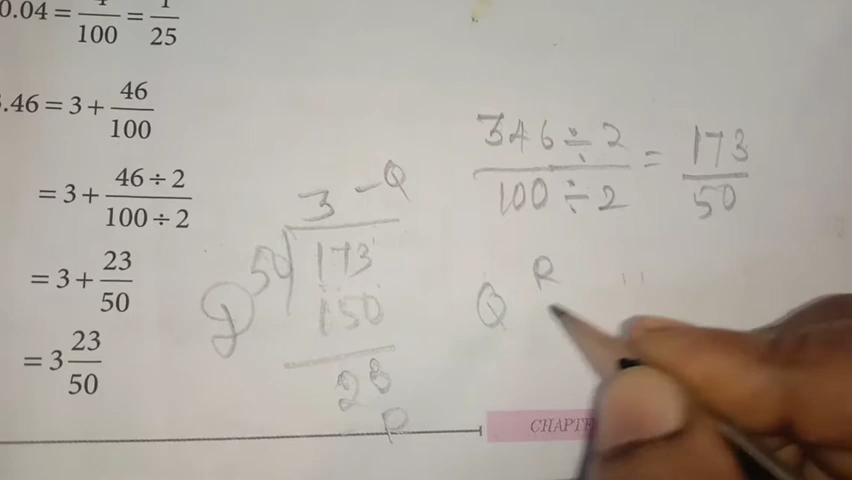 0.04 = 4/100 = 1/25
.46 = 3 + 46/100
= 3 + 46 ÷ 2/100 ÷ 2
= 3 + 23/50
= 3 23/50
346 ÷ 2/100 ÷ 2 = 173/50
3 - Q
D 50 173
150
23
R
Q R
CHAPTE